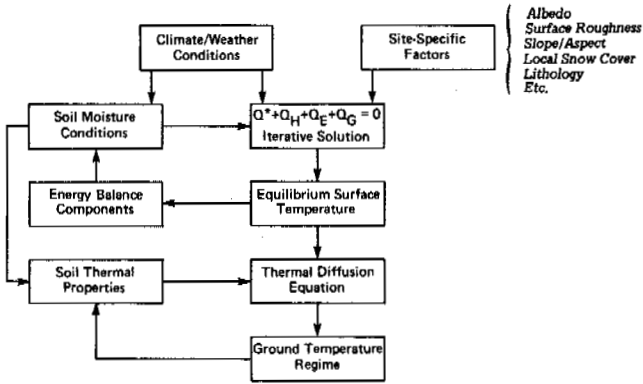 Climate/Weather
Conditions
Site-Specific
Factors
Albedo
Surface Roughness
Slope/Aspect
Local Snow Cover
Lithology
Etc.
Soil Moisture
Conditions
Q*+QH+QE+QG=0
Iterative Solution
Energy Balance
Components
Equilibrium Surface
Temperature
Soil Thermal
Properties
Thermal Diffusion
Equation
Ground Temperature
Regime